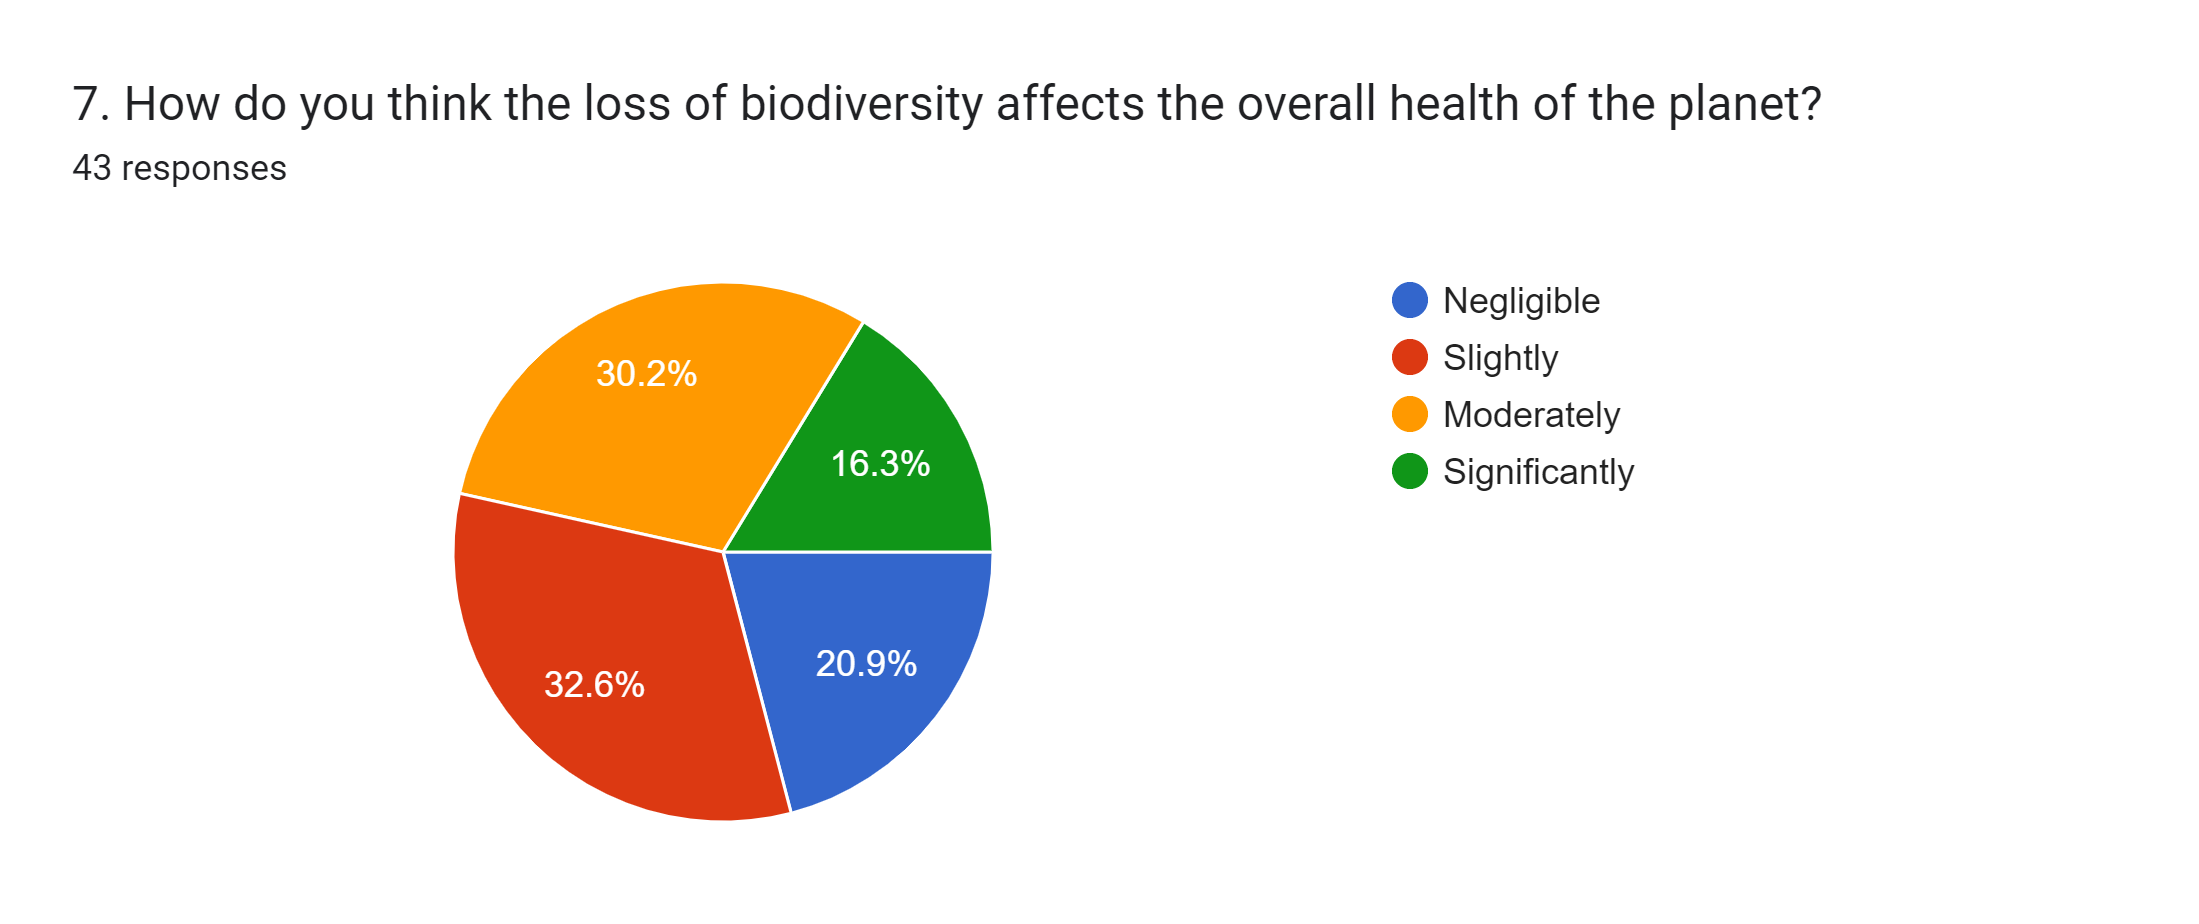 7. How do you think the loss of biodiversity affects the overall health of the planet?
43 responses
30.2%
16.3%
32.6%
20.9%
Negligible
Slightly
Moderately
Significantly